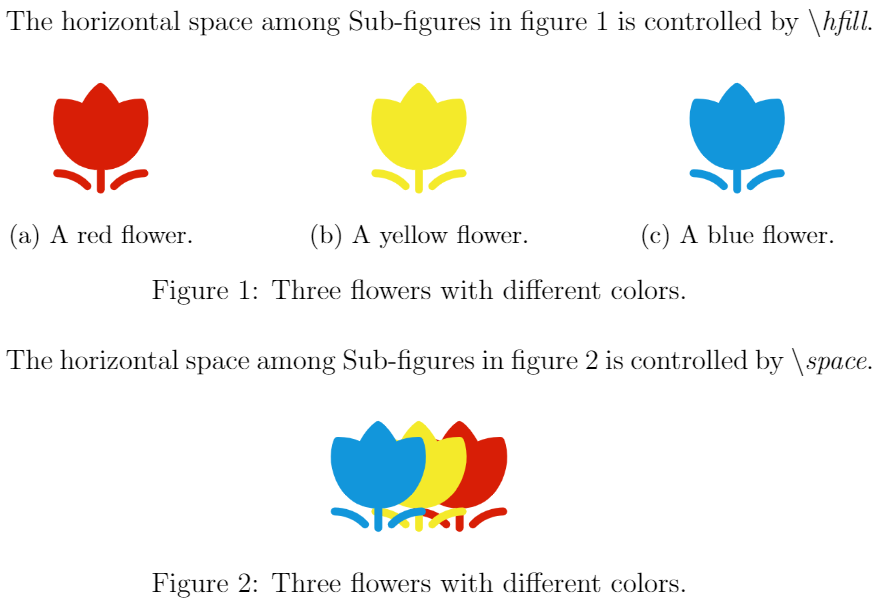 The horizontal space among Sub-figures in figure 1 is controlled by \hfill.
(a) A red flower. (b) A yellow flower. (c) A blue flower.
Figure 1: Three flowers with different colors.
The horizontal space among Sub-figures in figure 2 is controlled by \space.
Figure 2: Three flowers with different colors.